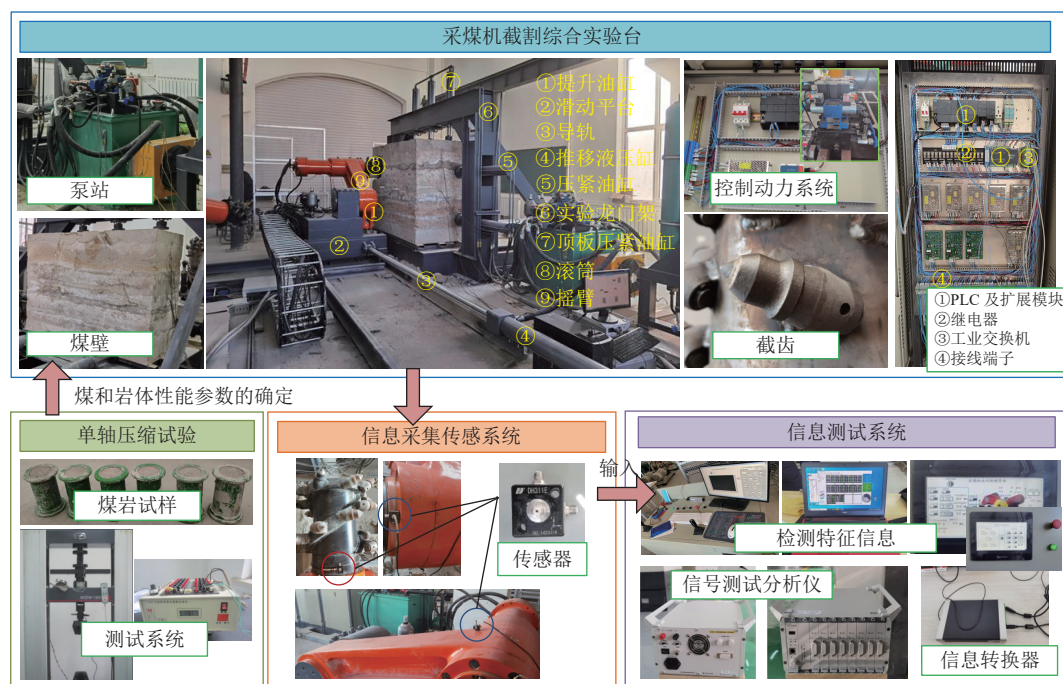 采煤机截割综合实验台
泵站
煤壁
①提升油缸
②滑动平台
③导轨
④推移液压缸
⑤压紧油缸
⑥实验龙门架
⑦顶板压紧油缸
⑧滚筒
⑨摇臂
⑦
⑥
⑧
⑨
⑤
①
②
③
④
控制动力系统
截齿
①
②
①
③
④
①PLC 及扩展模块
②继电器
③工业交换机
④接线端子
煤和岩体性能参数的确定
单轴压缩试验
煤岩试样
测试系统
信息采集传感系统
DH311E
传感器
输入
信息测试系统
检测特征信息
信号测试分析仪
信息转换器